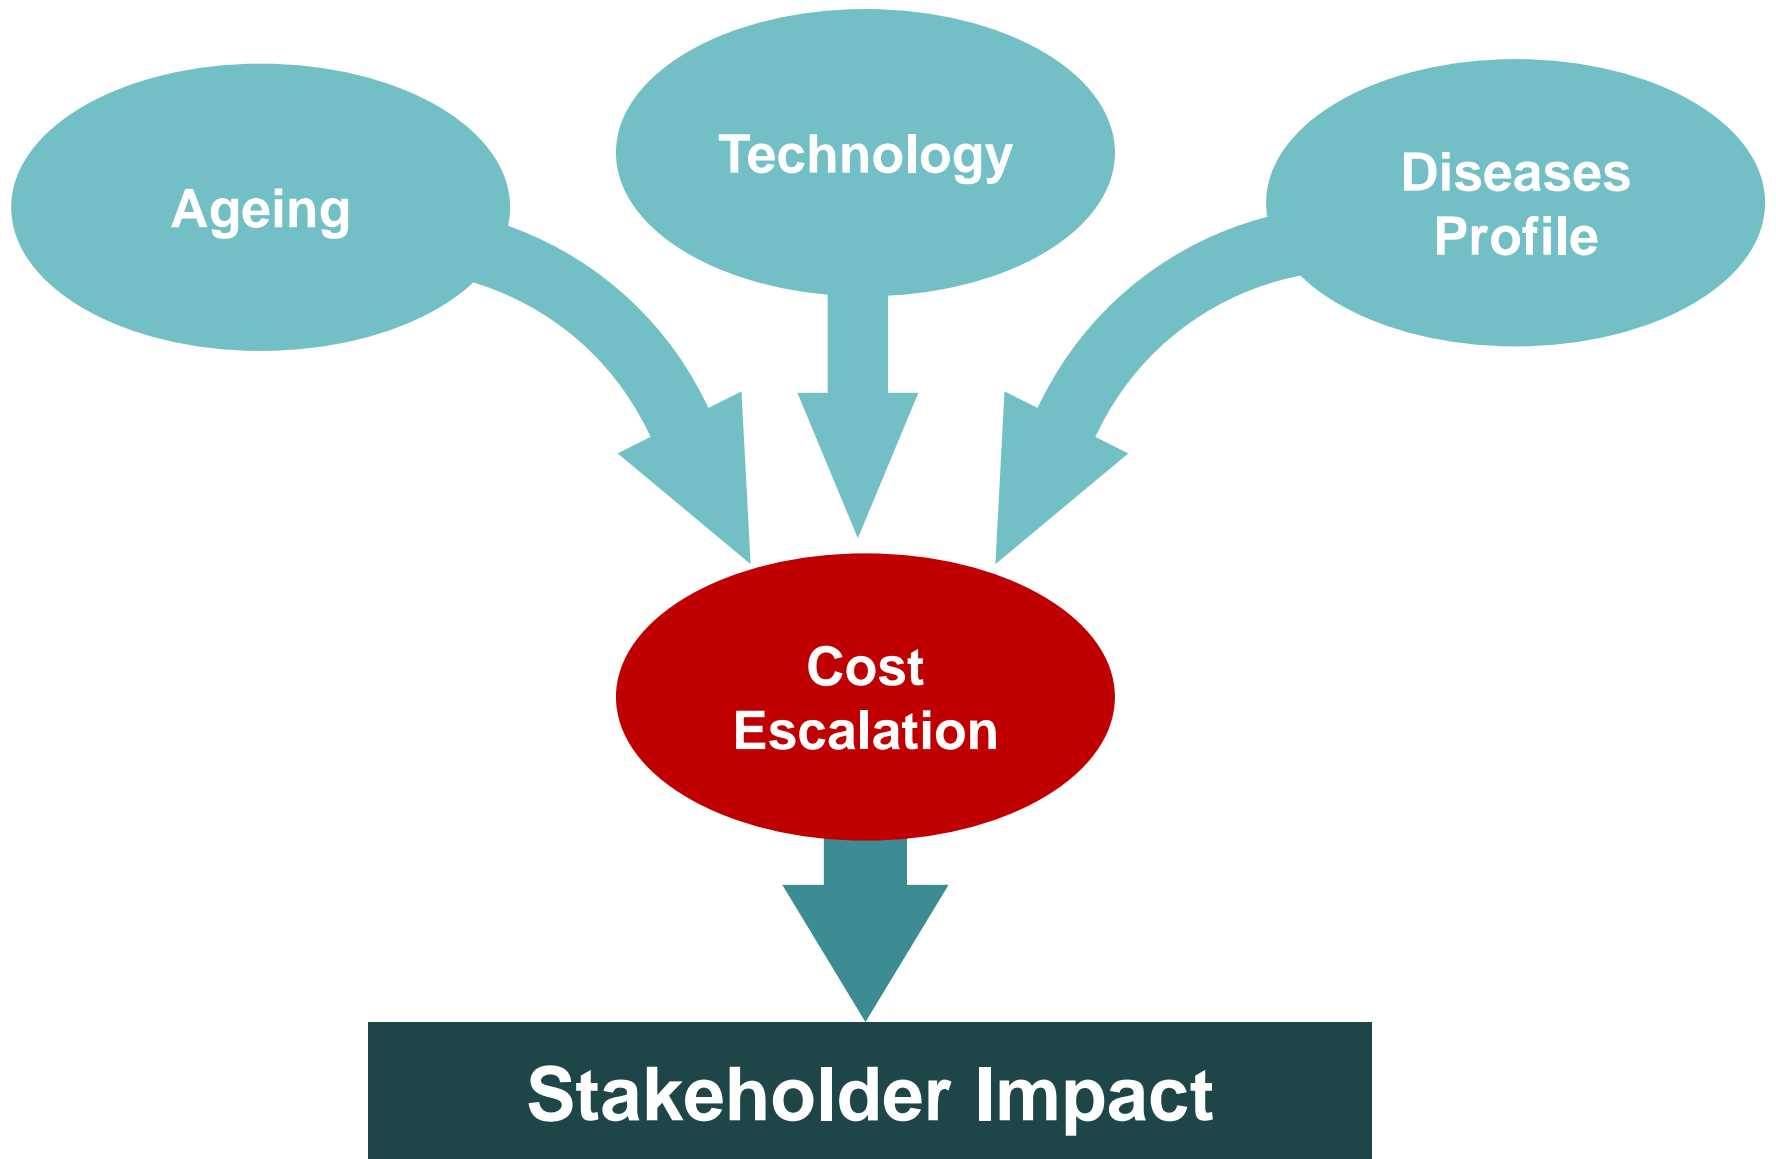 Ageing
Technology
Diseases
Profile
Cost
Escalation
Stakeholder Impact